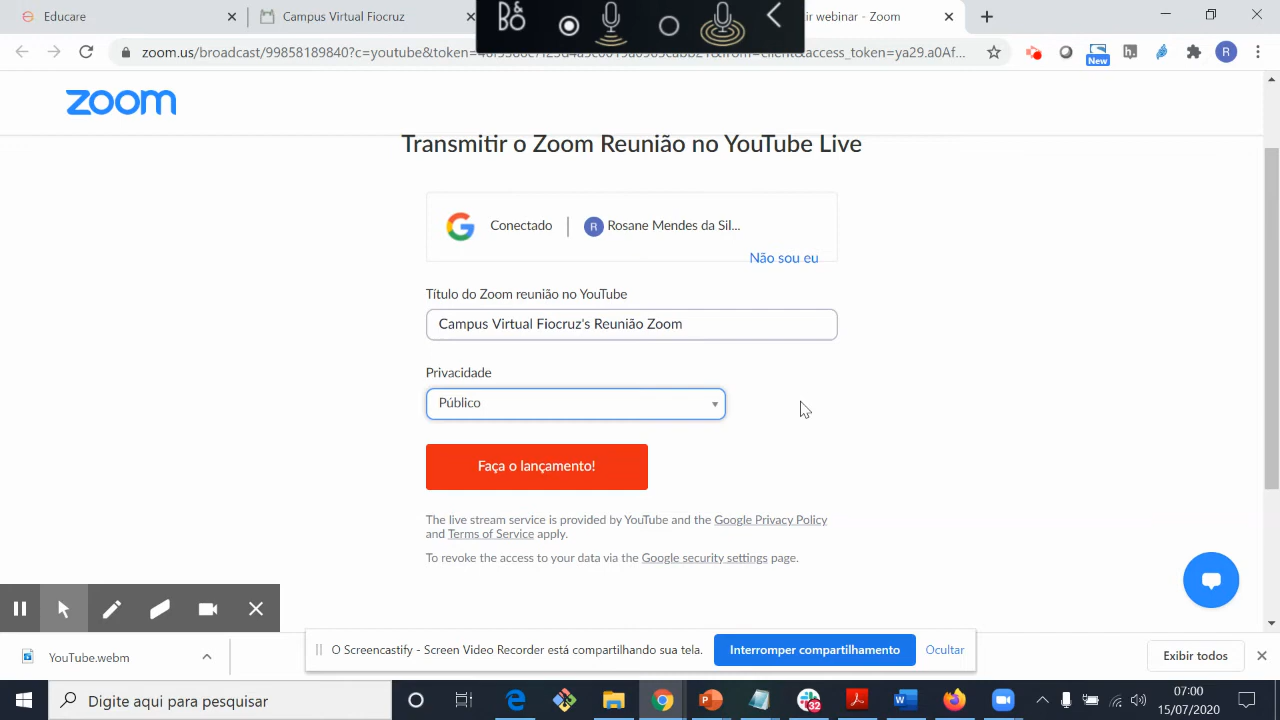 Educare
Campus Virtual Fiocruz
B&
BO
ir webinar - Zoom
zoom.us/broadcast/99858189840?c=youtube&token=
&access_token=ya29.a0Af...
New
R
zoom
Transmitir o Zoom Reunião no YouTube Live
Conectado
R
Rosane Mendes da Sil...
Não sou eu
Título do Zoom reunião no YouTube
Campus Virtual Fiocruz's Reunião Zoom
Privacidade
Público
Faça o lançamento!
The live stream service is provided by YouTube and the Google Privacy Policy
and Terms of Service apply.
To revoke the access to your data via the Google security settings page.
O Screencastify - Screen Video Recorder está compartilhando sua tela.
Interromper compartilhamento
Ocultar
YouTube.webm
Exibir todos
Digite aqui para pesquisar
32
07:00
15/07/2020